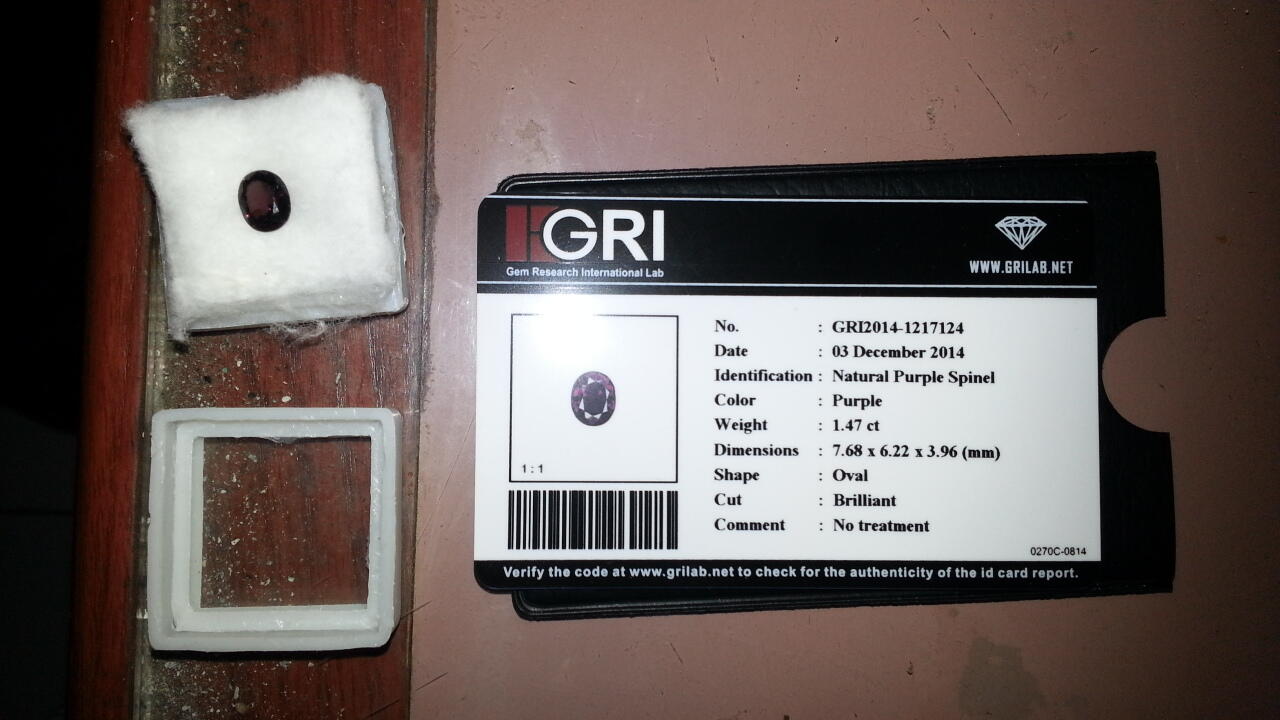 GRI
Gem Research International Lab
WWW.GRILAB.NET
No. : GRI2014-1217124
Date : 03 December 2014
Identification : Natural Purple Spinel
Color : Purple
Weight : 1.47 ct
Dimensions : 7.68 x 6.22 x 3.96 (mm)
Shape : Oval
Cut : Brilliant
Comment : No treatment
1:1
0270C-0814
Verify the code at www.grilab.net to check for the authenticity of the id card report.